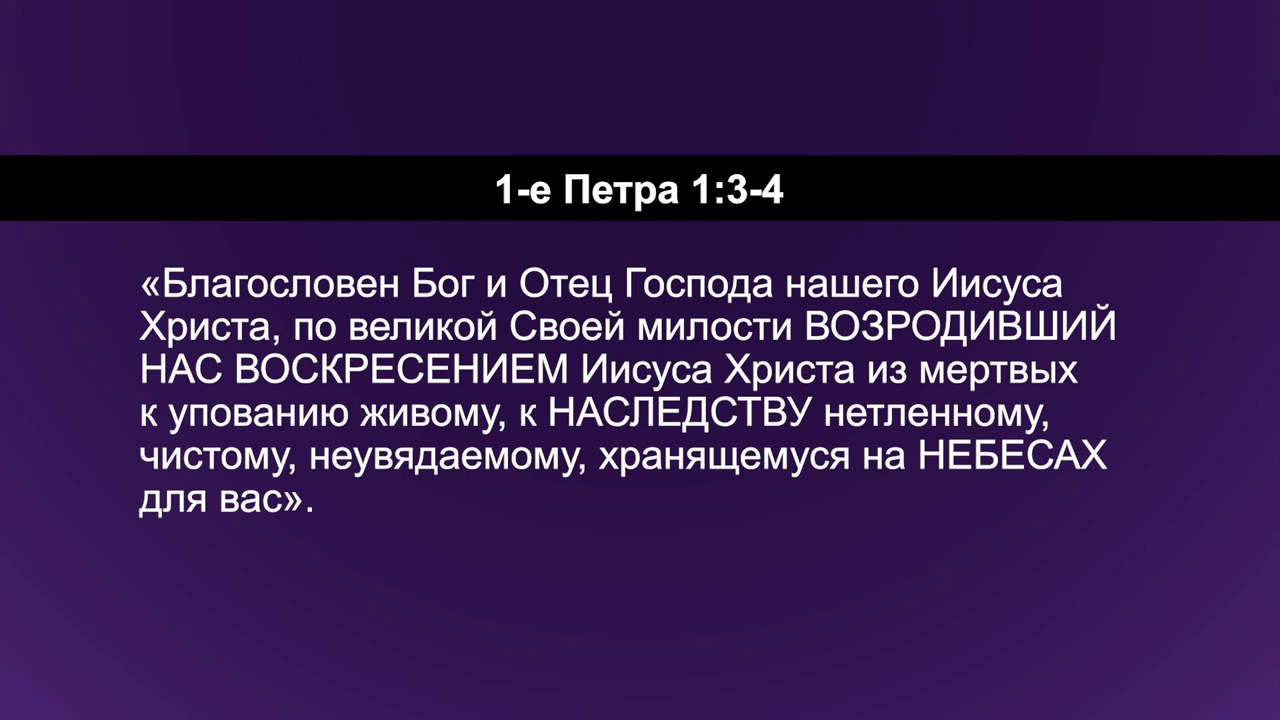 1-е Петра 1:3-4
«Благословен Бог и Отец Господа нашего Иисуса
Христа, по великой Своей милости ВОЗРОДИВШИЙ
НАС ВОСКРЕСЕНИЕМ Иисуса Христа из мертвых
к упованию живому, к НАСЛЕДСТВУ нетленному,
чистому, неувядаемому, хранящемуся на НЕБЕСАХ
для вас».